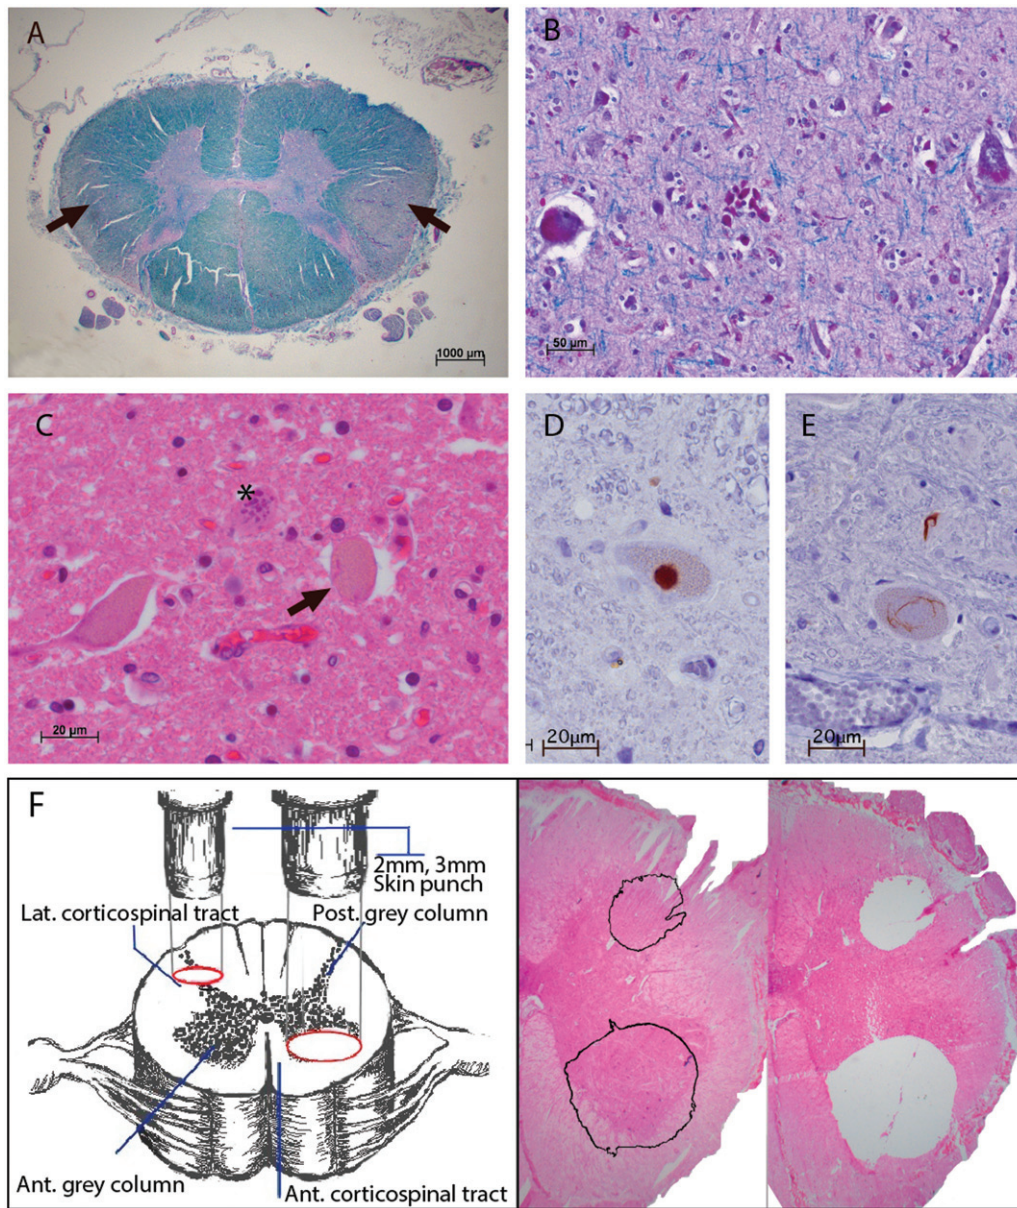 A
1000 µm
B
50 µm
C
*
20 µm
D
20µm
E
20µm
F
2mm, 3mm
Skin punch
Lat. corticospinal tract
Post. grey column
Ant. grey column
Ant. corticospinal tract